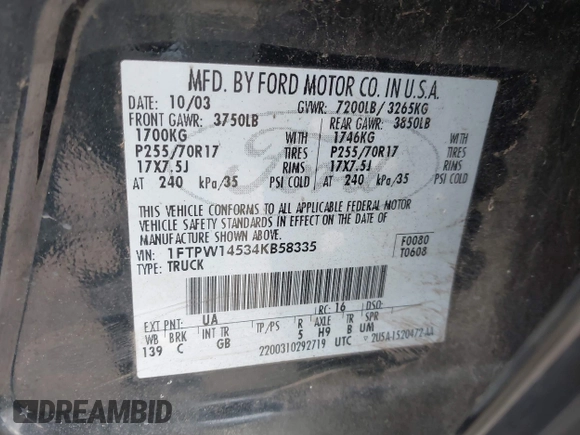 MFD. BY FORD MOTOR CO. IN U.S.A.
DATE: 10/03 GVWR: 7200LB/3265KG
FRONT GAWR: 3750LB REAR GAWR: 3850LB
1700KG WITH 1746KG WITH
P255/70R17 TIRES P255/70R17 TIRES
17X7.5J RIMS 17X7.5J RIMS
AT 240 kPa/35 PSI COLD AT 240 kPa/35 PSI COLD
THIS VEHICLE CONFORMS TO ALL APPLICABLE FEDERAL MOTOR
VEHICLE SAFETY STANDARDS IN EFFECT ON THE DATE OF
MANUFACTURE SHOWN ABOVE.
VIN: 1FTPW14534KB58335 F0080
TYPE: TRUCK T0608
EXT PNT: UA RC: 16 DSO:
WB BRK INT TR TP/PS R AXLE TR SPR
139 C GB 5 H9 B UM
2200310292719 UTC 2U5A-1520472-AA
Ford
DREAMBID